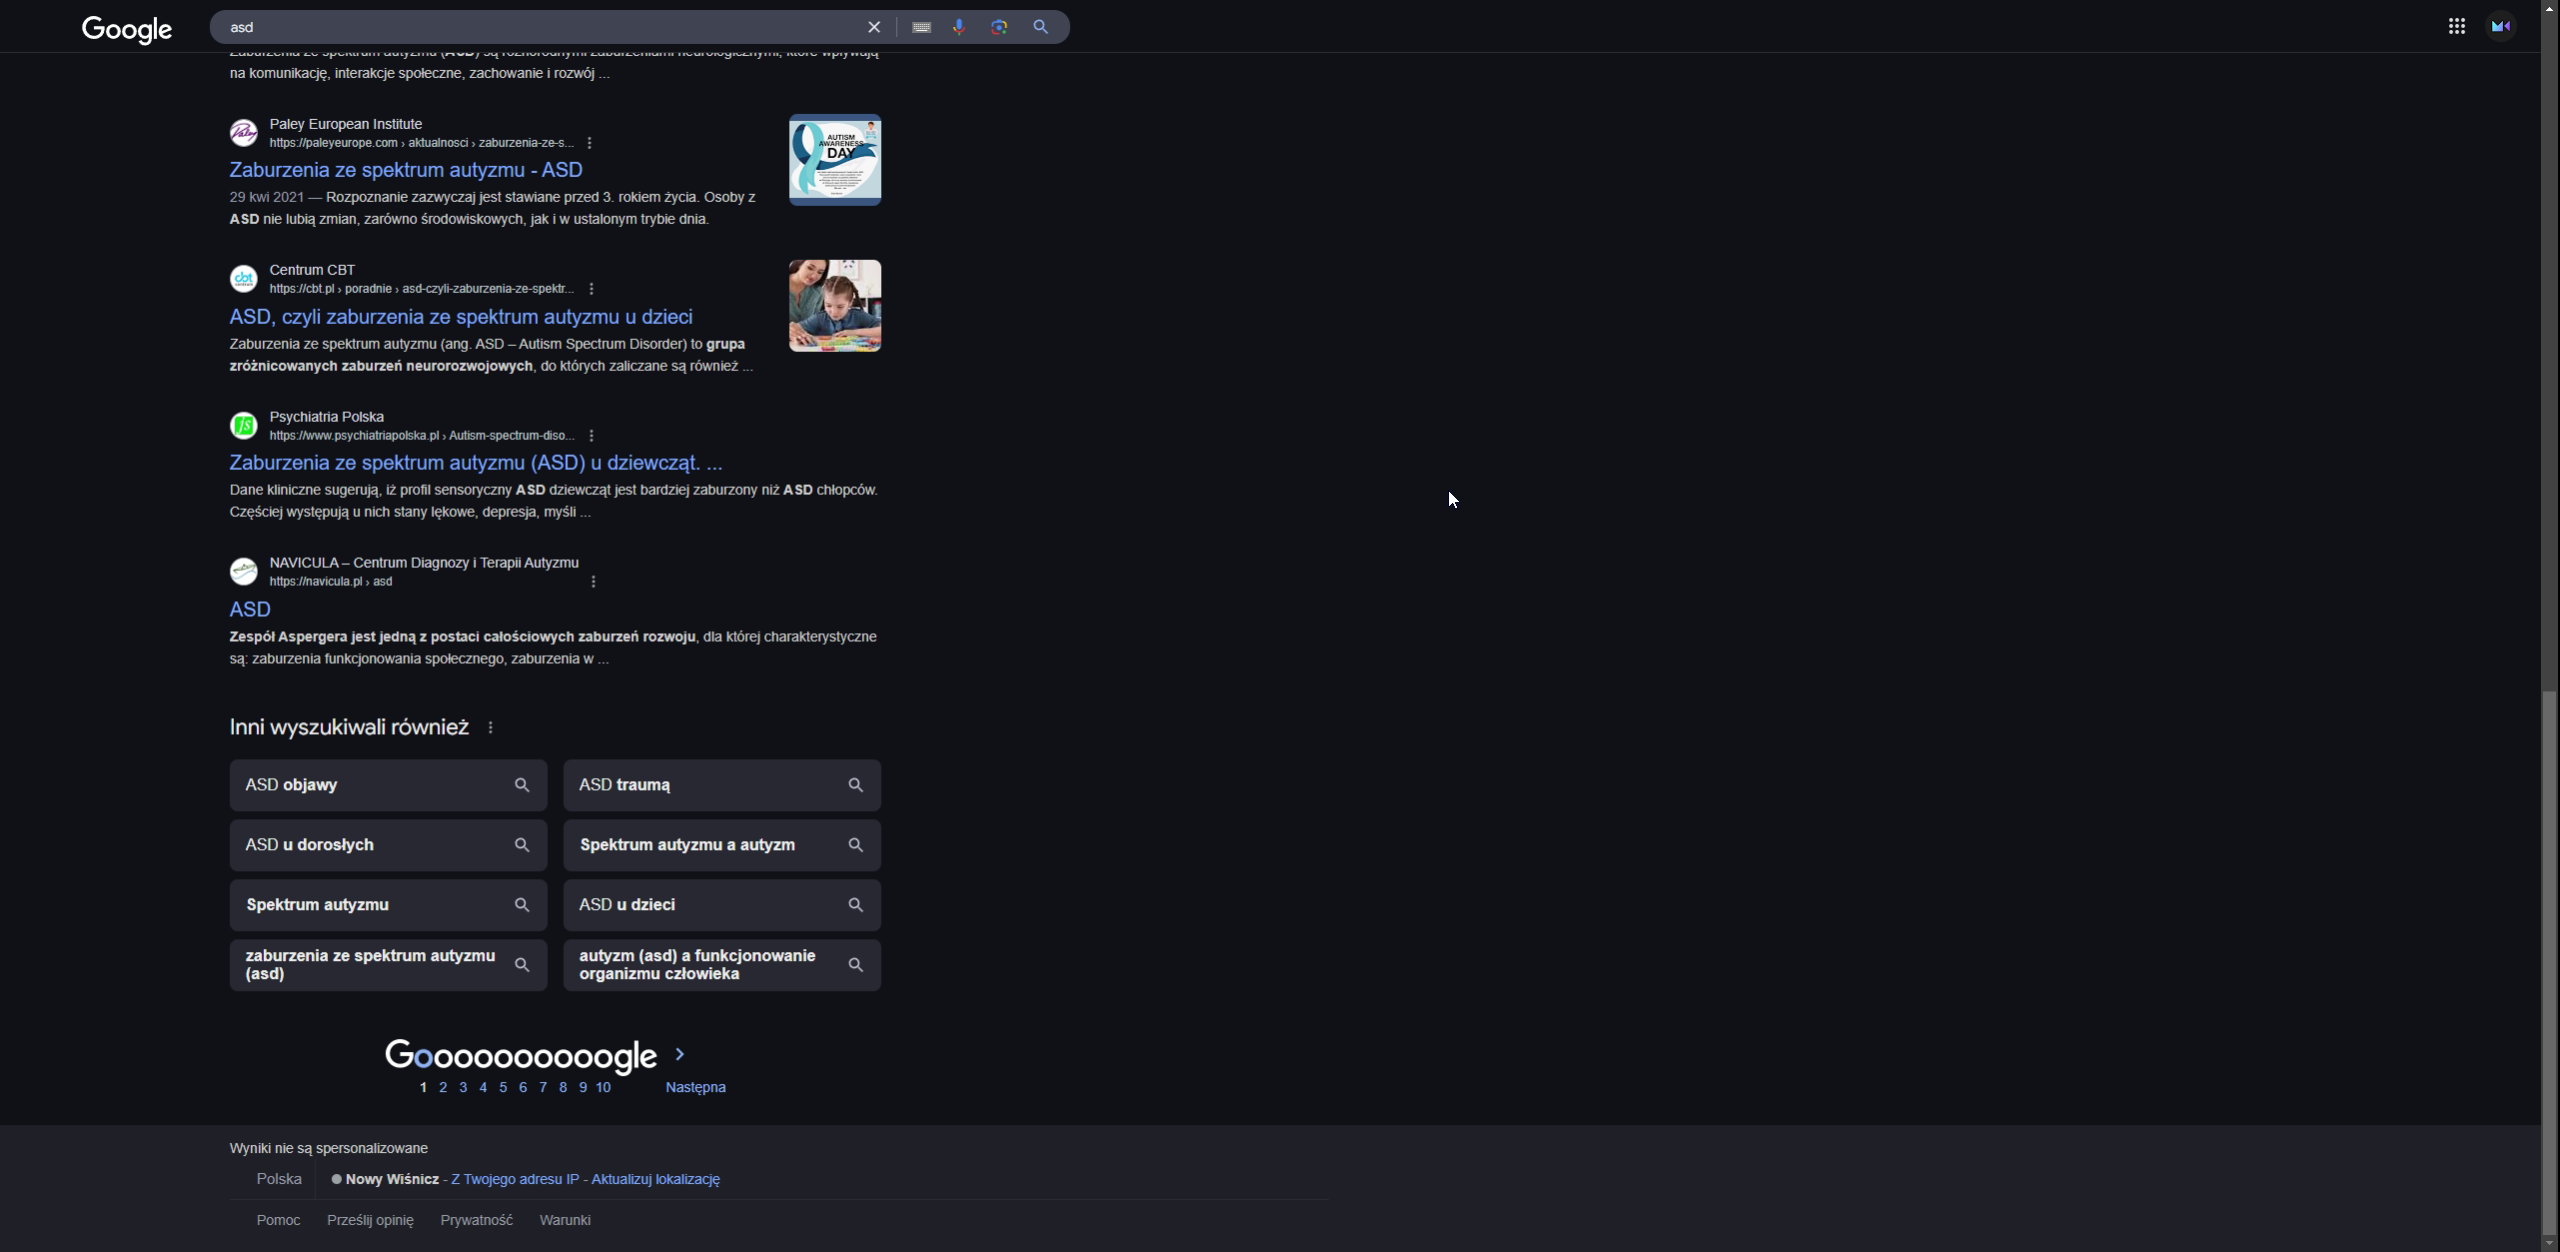 Google
asd
na komunikację, interakcje społeczne, zachowanie i rozwój ...
Paley European Institute
https://paleyeurope.com › aktualnosci › zaburzenia-ze-s...
Zaburzenia ze spektrum autyzmu - ASD
29 kwi 2021 — Rozpoznanie zazwyczaj jest stawiane przed 3. rokiem życia. Osoby z
ASD nie lubią zmian, zarówno środowiskowych, jak i w ustalonym trybie dnia.
AUTISM
AWARENESS
DAY
Centrum CBT
https://cbt.pl › poradnie › asd-czyli-zaburzenia-ze-spektr...
ASD, czyli zaburzenia ze spektrum autyzmu u dzieci
Zaburzenia ze spektrum autyzmu (ang. ASD – Autism Spectrum Disorder) to grupa
zróżnicowanych zaburzeń neurorozwojowych, do których zaliczane są również ...
Psychiatria Polska
https://www.psychiatriapolska.pl › Autism-spectrum-diso...
Zaburzenia ze spektrum autyzmu (ASD) u dziewcząt. ...
Dane kliniczne sugerują, iż profil sensoryczny ASD dziewcząt jest bardziej zaburzony niż ASD chłopców.
Częściej występują u nich stany lękowe, depresja, myśli ...
NAVICULA – Centrum Diagnozy i Terapii Autyzmu
https://navicula.pl › asd
ASD
Zespół Aspergera jest jedną z postaci całościowych zaburzeń rozwoju, dla której charakterystyczne
są: zaburzenia funkcjonowania społecznego, zaburzenia w ...
Inni wyszukiwali również
ASD objawy
ASD traumą
ASD u dorosłych
Spektrum autyzmu a autyzm
Spektrum autyzmu
ASD u dzieci
zaburzenia ze spektrum autyzmu
(asd)
autyzm (asd) a funkcjonowanie
organizmu człowieka
Goooooooooogle
1 2 3 4 5 6 7 8 9 10 Następna
Wyniki nie są spersonalizowane
Polska Nowy Wiśnicz - Z Twojego adresu IP - Aktualizuj lokalizację
Pomoc Prześlij opinię Prywatność Warunki